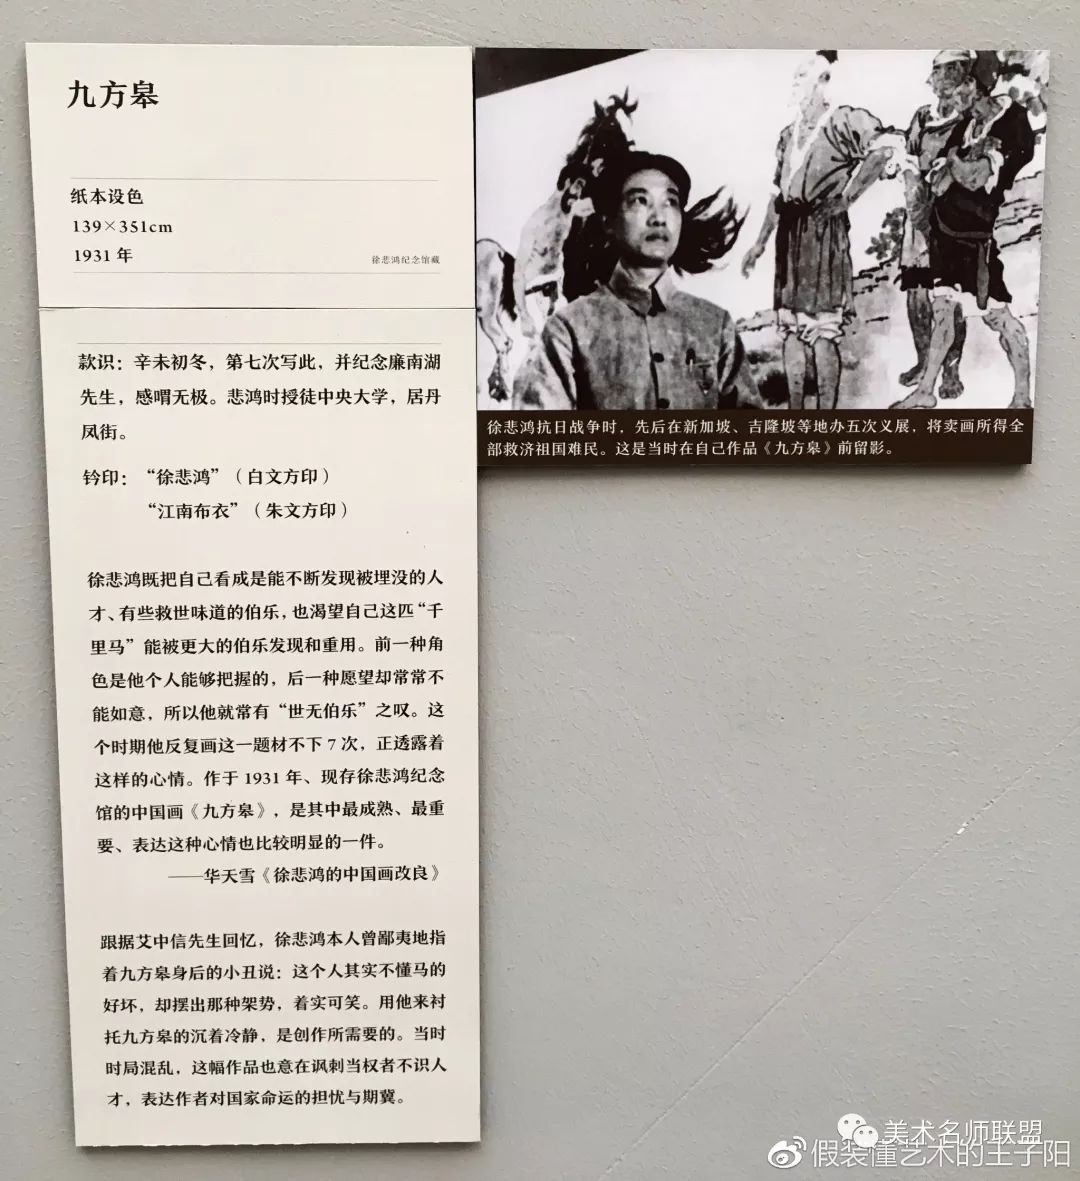 九方皋
纸本设色
139×351cm
1931 年
徐悲鸿纪念馆藏
款识：辛未初冬，第七次写此，并纪念廉南湖
先生，感喟无极。悲鸿时授徒中央大学，居丹
凤街。
钤印：“徐悲鸿”（白文方印）
“江南布衣”（朱文方印）
徐悲鸿既把自己看成是能不断发现被埋没的人
才、有些救世味道的伯乐，也渴望自己这匹“千
里马”能被更大的伯乐发现和重用。前一种角
色是他个人能够把握的，后一种愿望却常常不
能如意，所以他就常有“世无伯乐”之叹。这
个时期他反复画这一题材不下 7 次，正透露着
这样的心情。作于 1931 年、现存徐悲鸿纪念
馆的中国画《九方皋》，是其中最成熟、最重
要、表达这种心情也比较明显的一件。
——华天雪《徐悲鸿的中国画改良》
跟据艾中信先生回忆，徐悲鸿本人曾鄙夷地指
着九方皋身后的小丑说：这个人其实不懂马的
好坏，却摆出那种架势，着实可笑。用他来衬
托九方皋的沉着冷静，是创作所需要的。当时
时局混乱，这幅作品也意在讽刺当权者不识人
才，表达作者对国家命运的担忧与期冀。
徐悲鸿抗日战争时，先后在新加坡、吉隆坡等地办五次义展，将卖画所得全
部救济祖国难民。这是当时在自己作品《九方皋》前留影。
美术名师联盟
假装懂艺术的王子阳